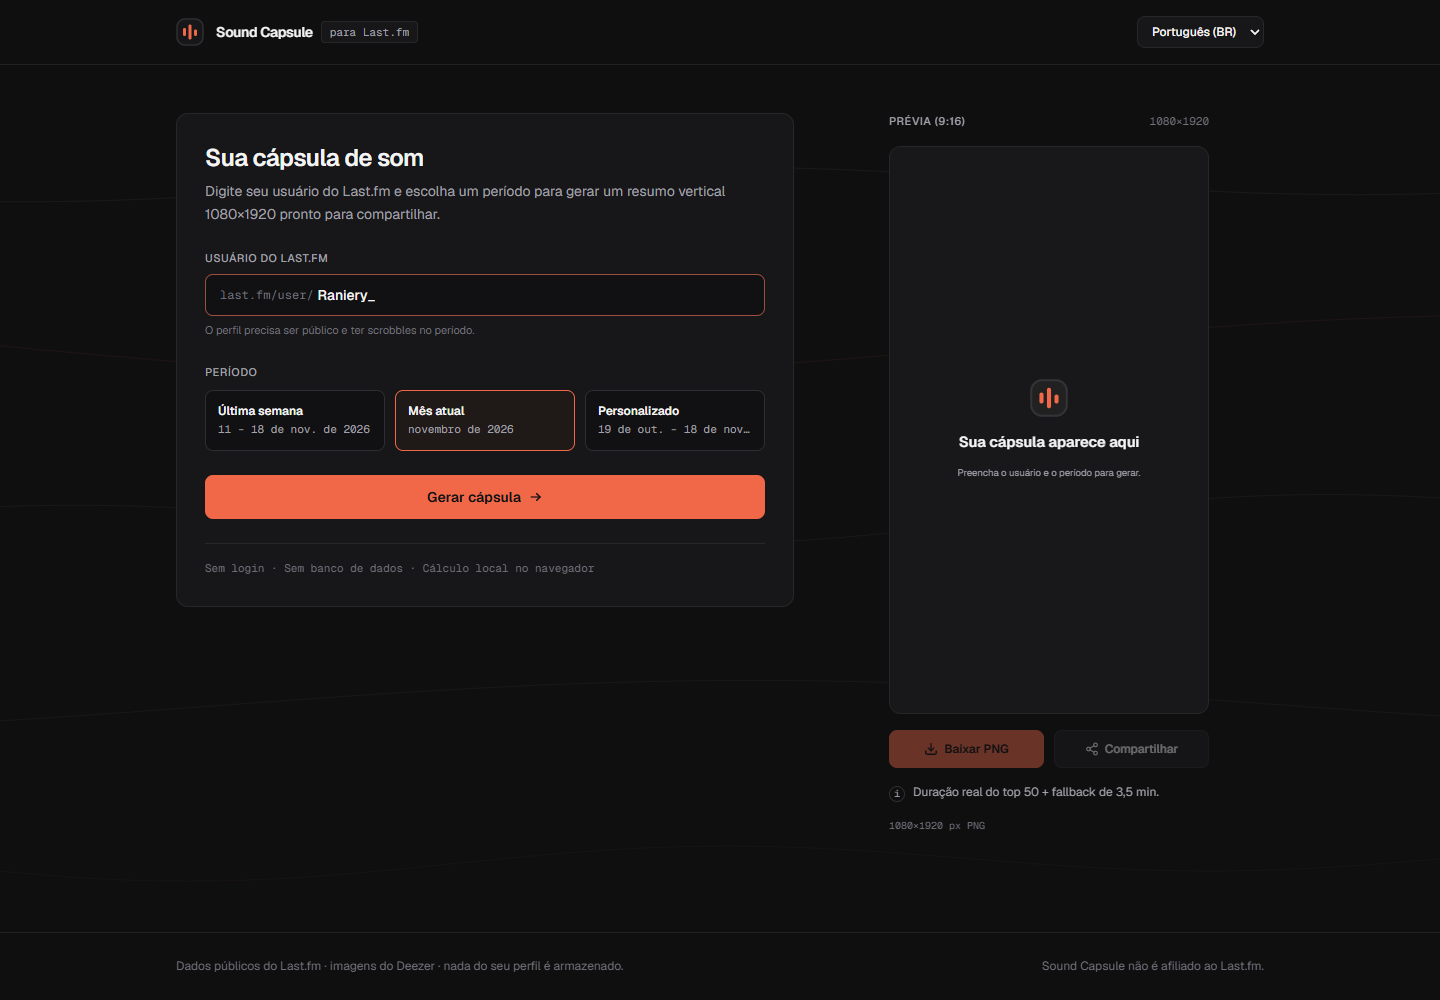 Sound Capsule
para Last.fm
Português (BR)
Sua cápsula de som
Digite seu usuário do Last.fm e escolha um período para gerar um resumo vertical
1080×1920 pronto para compartilhar.
USUÁRIO DO LAST.FM
last.fm/user/ Raniery_
O perfil precisa ser público e ter scrobbles no período.
PERÍODO
Última semana
11 – 18 de nov. de 2026
Mês atual
novembro de 2026
Personalizado
19 de out. – 18 de nov…
Gerar cápsula →
Sem login · Sem banco de dados · Cálculo local no navegador
PRÉVIA (9:16)
1080×1920
Sua cápsula aparece aqui
Preencha o usuário e o período para gerar.
Baixar PNG
Compartilhar
i Duração real do top 50 + fallback de 3,5 min.
1080×1920 px PNG
Dados públicos do Last.fm · imagens do Deezer · nada do seu perfil é armazenado.
Sound Capsule não é afiliado ao Last.fm.